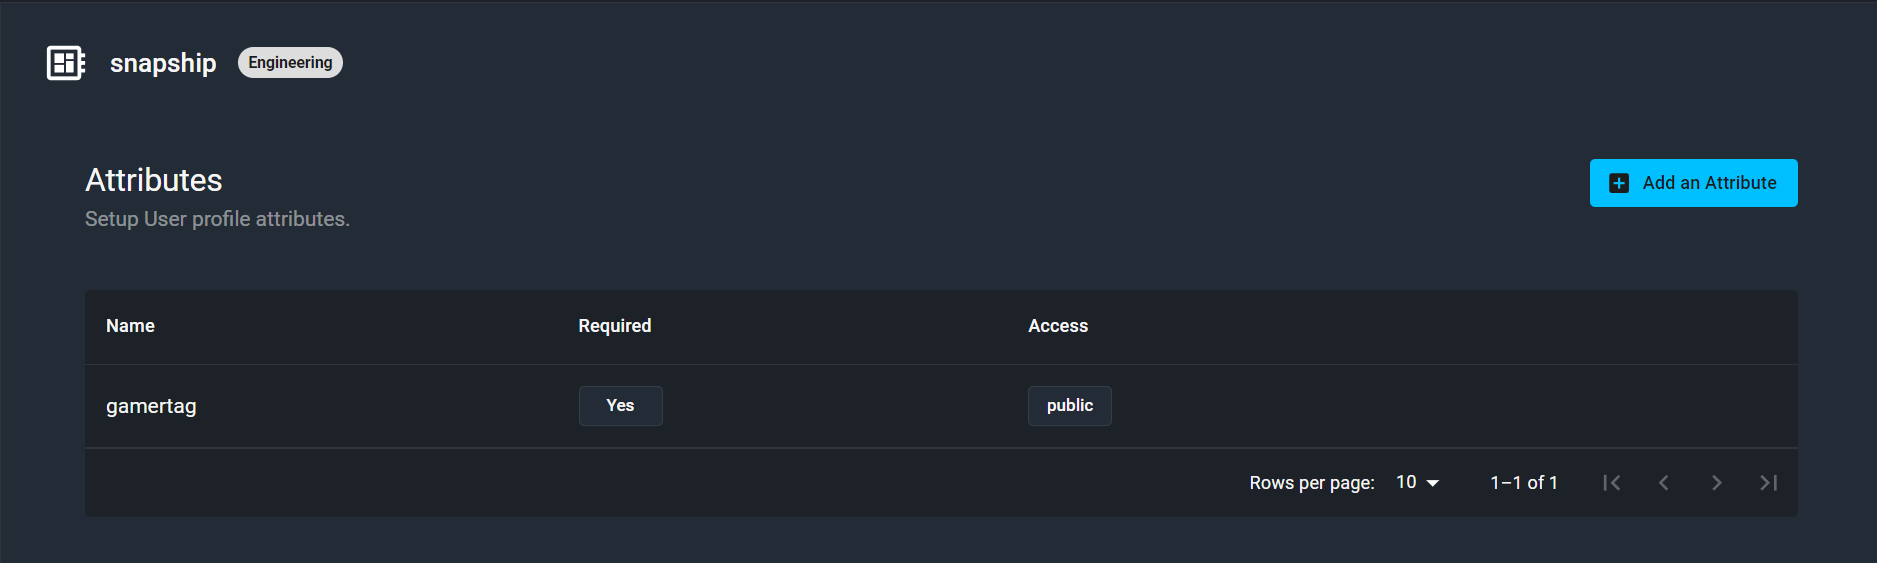 snapship Engineering
Attributes
Setup User profile attributes.
Add an Attribute
Name Required Access
gamertag Yes public
Rows per page: 10 1–1 of 1